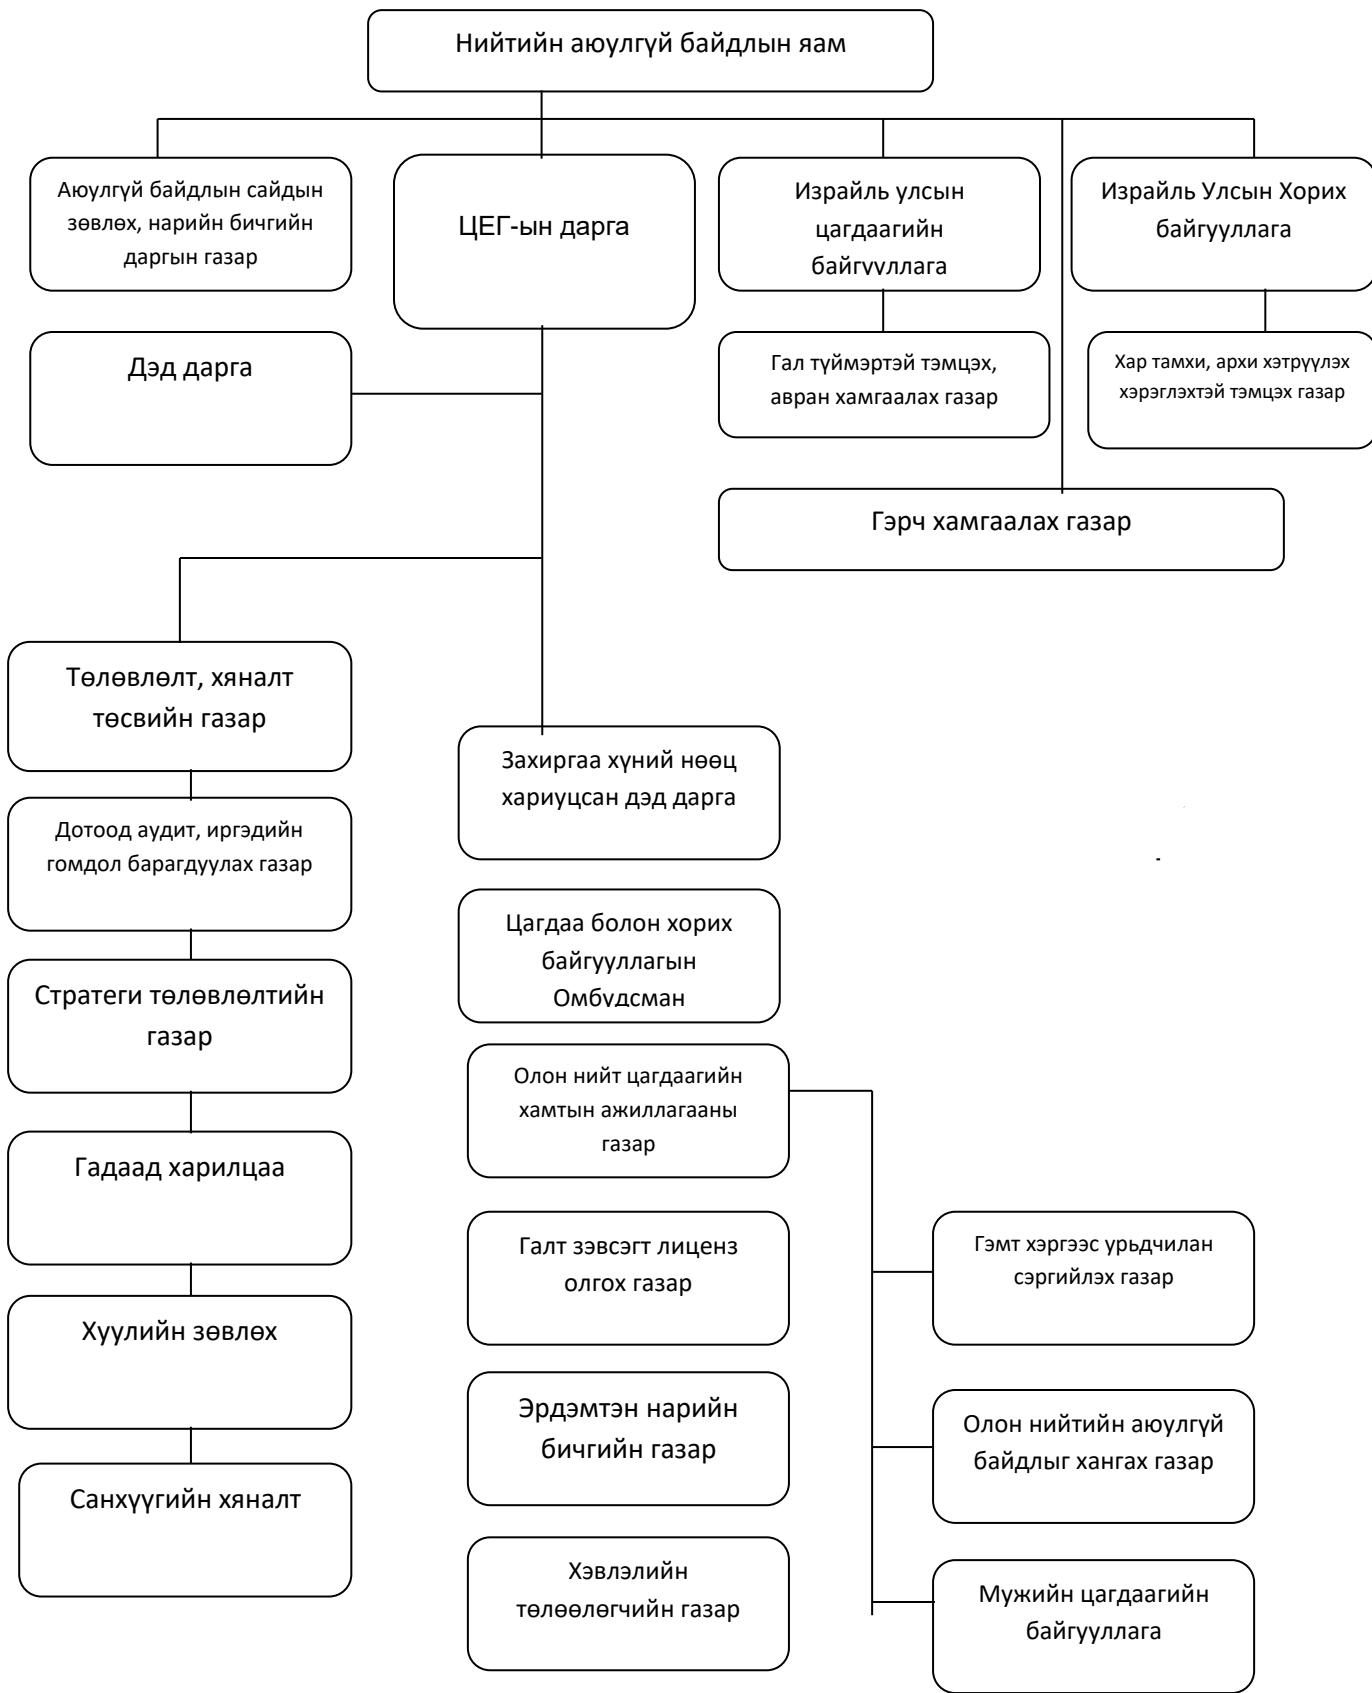 Нийтийн аюулгүй байдлын яам
Аюулгүй байдлын сайдын
зөвлөх, нарийн бичгийн
даргын газар
ЦЕГ-ын дарга
Израйль улсын
цагдаагийн
байгууллага
Израйль Улсын Хорих
байгууллага
Дэд дарга
Гал түймэртэй тэмцэх,
авран хамгаалах газар
Хар тамхи, архи хэтрүүлэх
хэрэглэхтэй тэмцэх газар
Гэрч хамгаалах газар
Төлөвлөлт, хяналт
төсвийн газар
Дотоод аудит, иргэдийн
гомдол барагдуулах газар
Стратеги төлөвлөлтийн
газар
Гадаад харилцаа
Хуулийн зөвлөх
Санхүүгийн хяналт
Захиргаа хүний нөөц
хариуцсан дэд дарга
Цагдаа болон хорих
байгууллагын
Омбудсман
Олон нийт цагдаагийн
хамтын ажиллагааны
газар
Галт зэвсэгт лиценз
олгох газар
Эрдэмтэн нарийн
бичгийн газар
Хэвлэлийн
төлөөлөгчийн газар
Гэмт хэргээс урьдчилан
сэргийлэх газар
Олон нийтийн аюулгүй
байдлыг хангах газар
Мужийн цагдаагийн
байгууллага